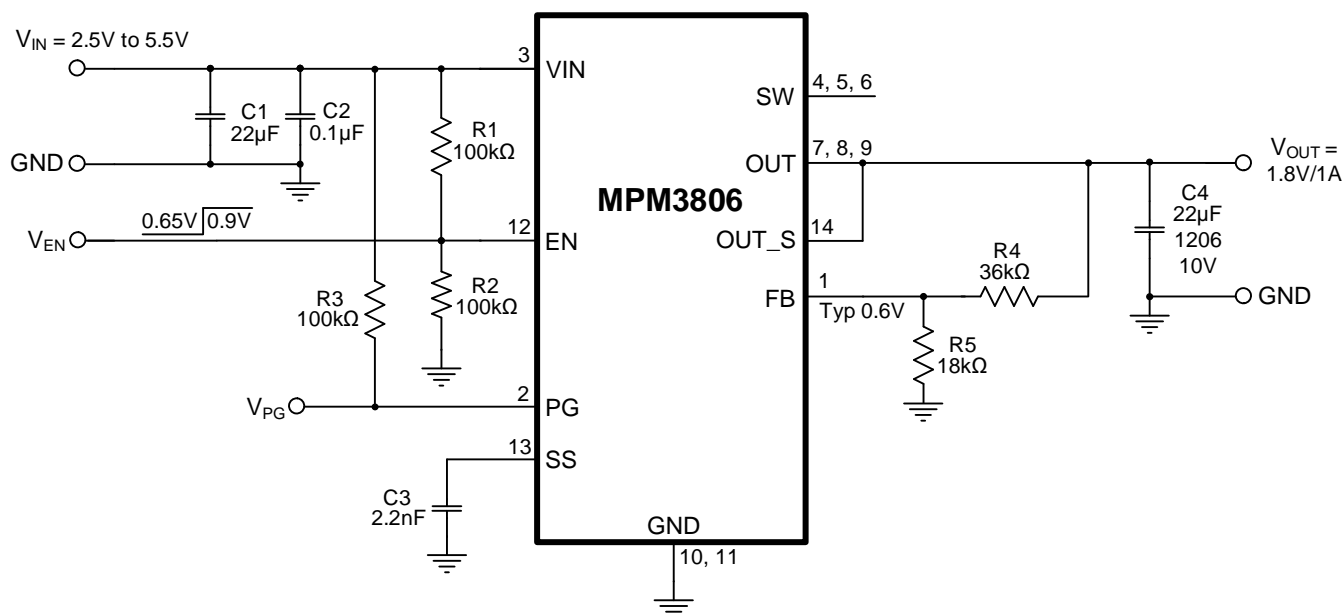 V_IN = 2.5V to 5.5V
3
VIN
C1
22µF
C2
0.1µF
R1
100kΩ
GND
0.65V
0.9V
V_EN
12
EN
R3
100kΩ
R2
100kΩ
V_PG
2
PG
13
SS
C3
2.2nF
MPM3806
GND
10, 11
SW
4, 5, 6
OUT
7, 8, 9
OUT_S
14
FB
1
Typ 0.6V
R4
36kΩ
R5
18kΩ
C4
22µF
1206
10V
V_OUT =
1.8V/1A
GND